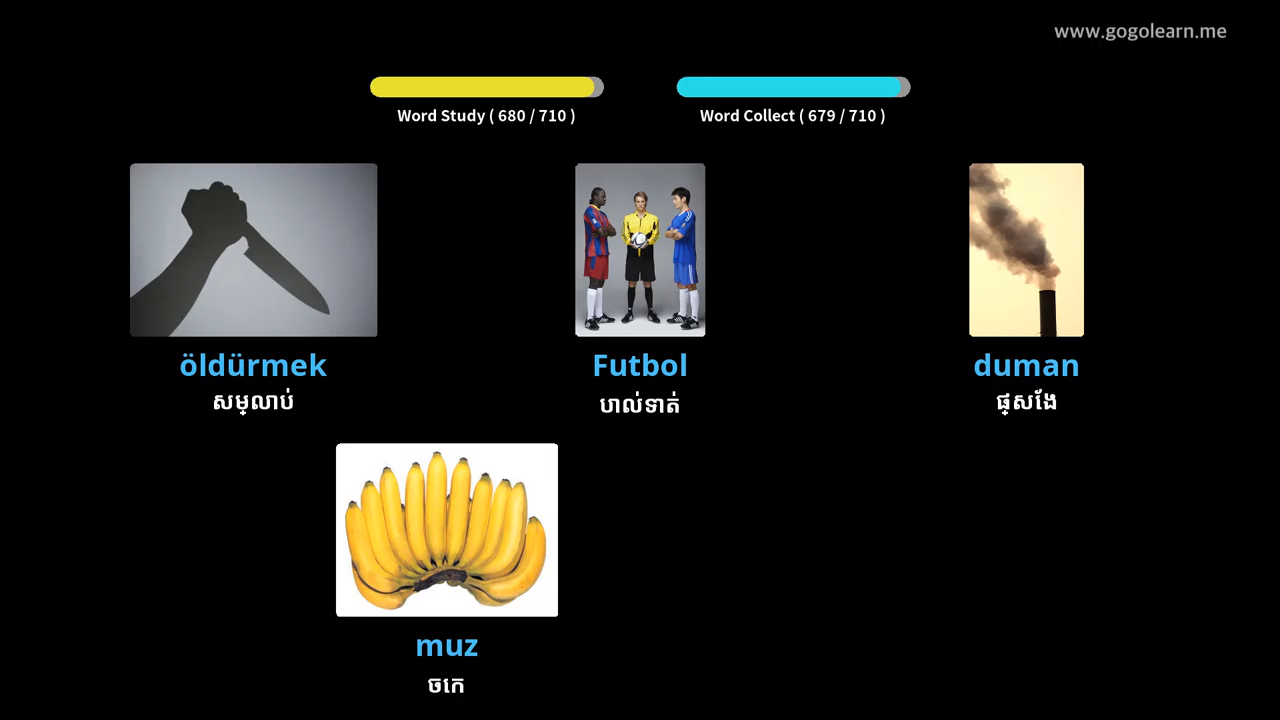 www.gogolearn.me
Word Study ( 680 / 710 )
Word Collect ( 679 / 710 )
öldürmek
សម្លាប់
Futbol
បាល់ទាត់
duman
ផ្សែង
muz
ចេក